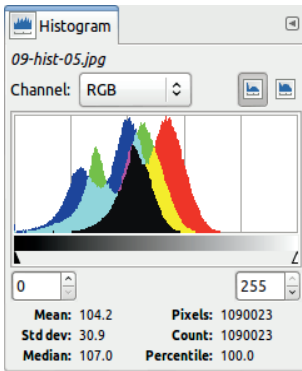 Histogram
09-hist-05.jpg
Channel: RGB
0 255
Mean: 104.2 Pixels: 1090023
Std dev: 30.9 Count: 1090023
Median: 107.0 Percentile: 100.0